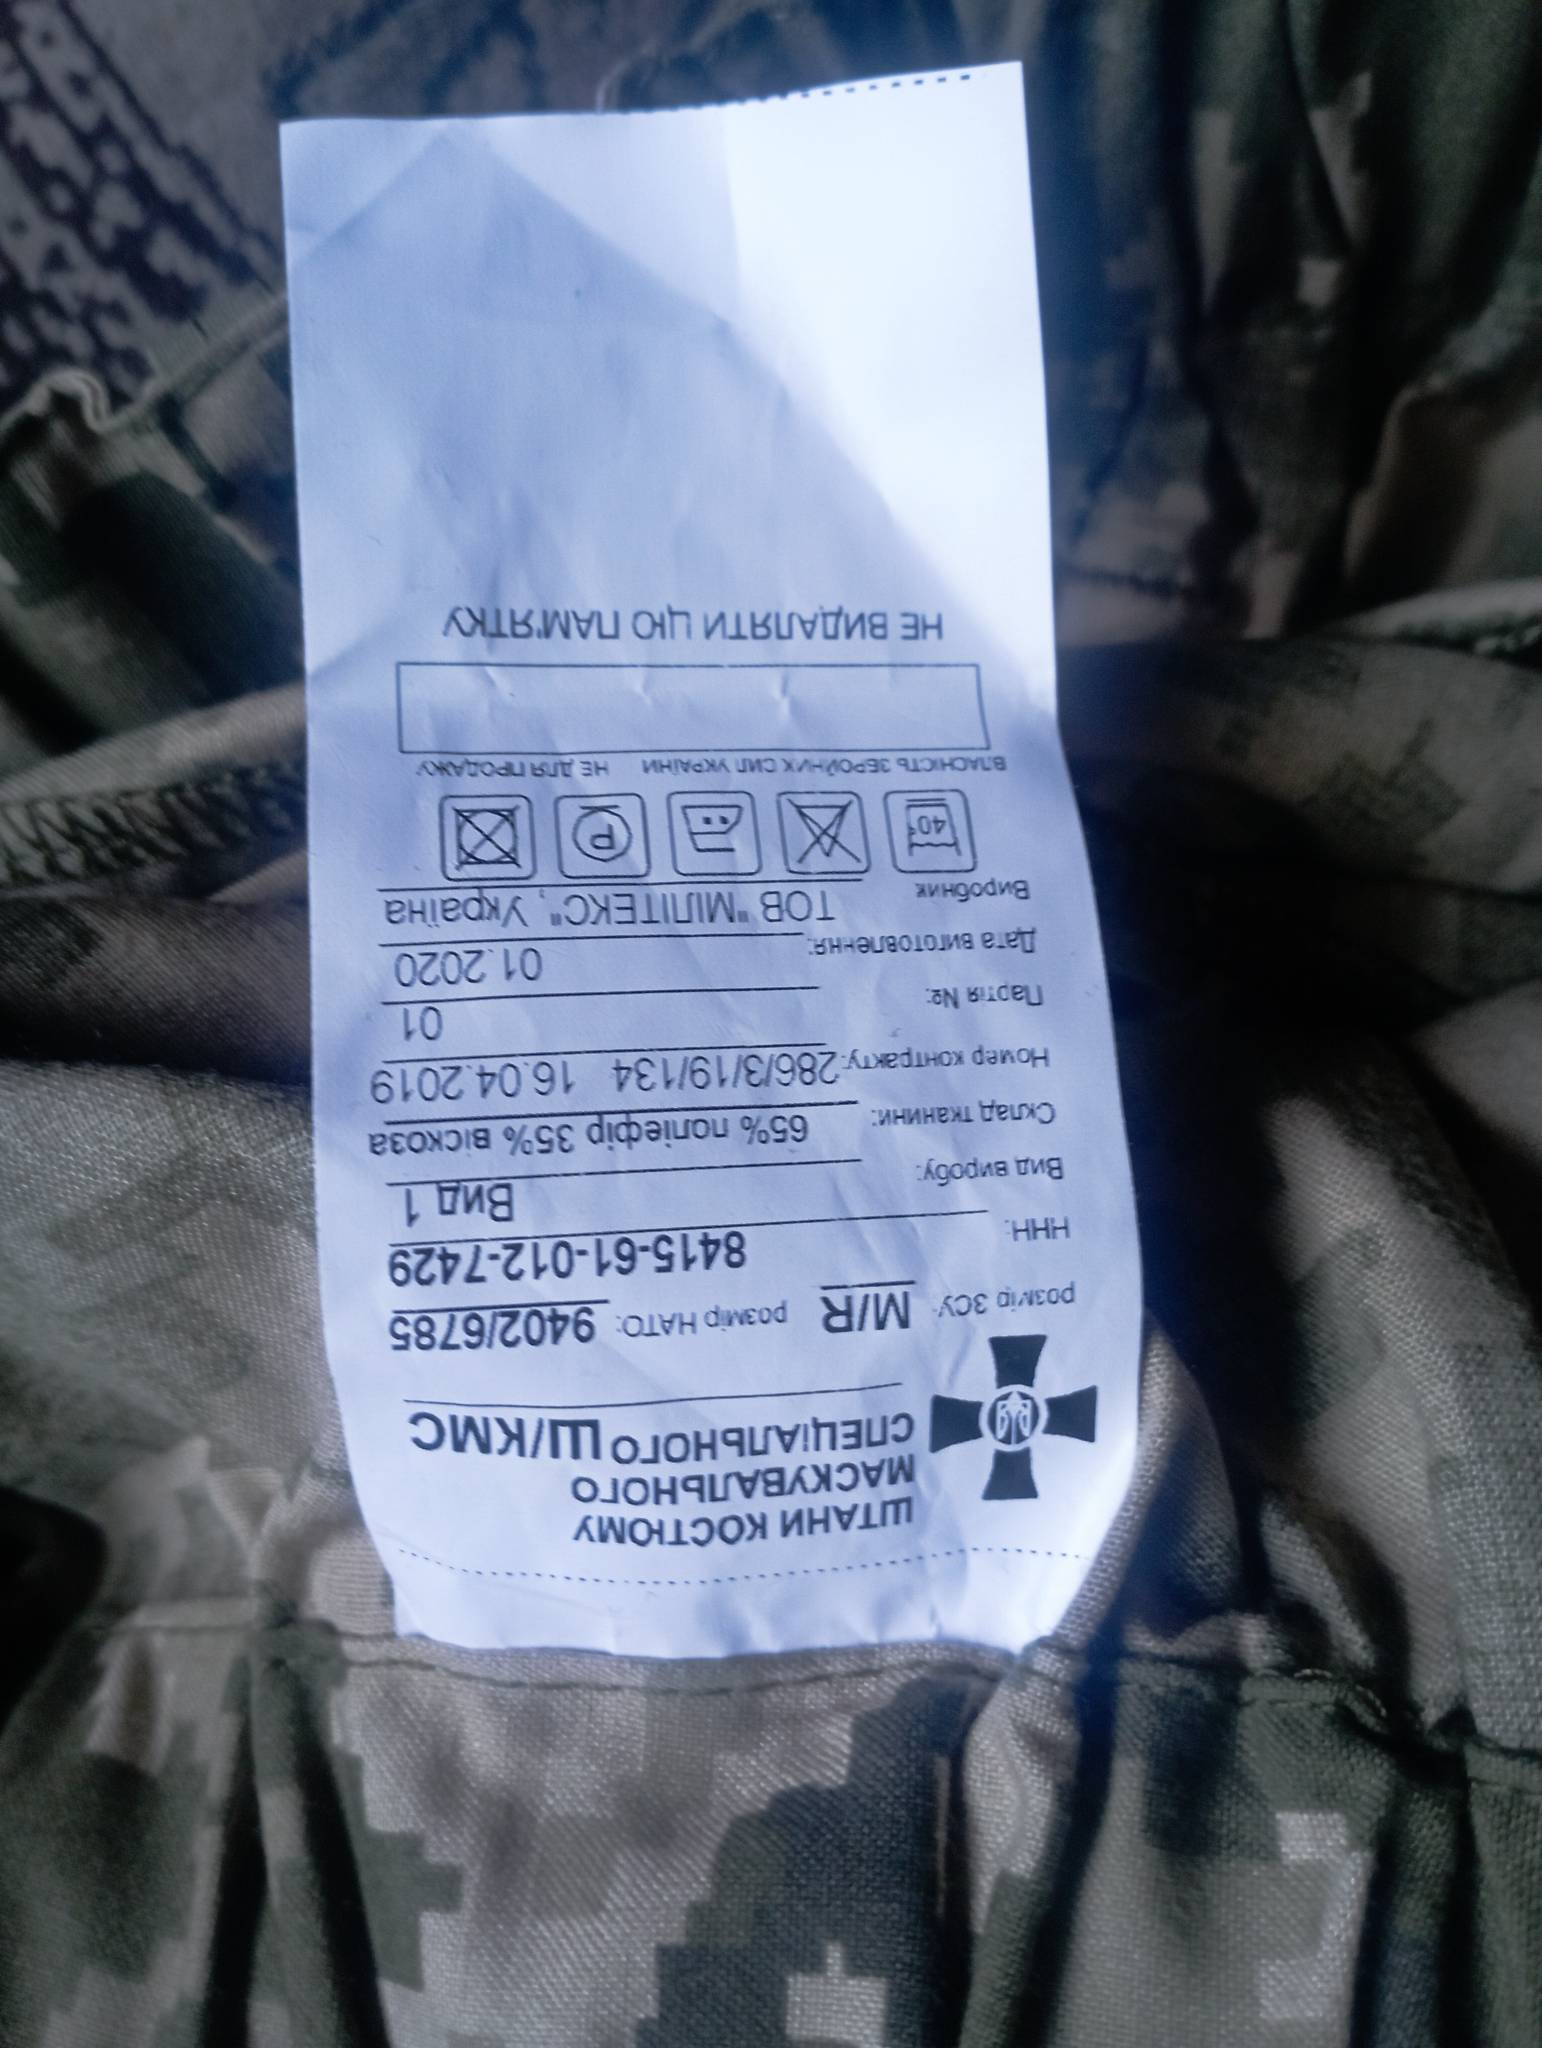 ШТАНИ КОСТЮМУ
МАСКУВАЛЬНОГО
СПЕЦІАЛЬНОГО Ш/КМС
розмір ЗСУ: M/R розмір НАТО: 9402/6785
ННН: 8415-61-012-7429
Вид виробу: Вид 1
Склад тканини: 65% поліефір 35% віскоза
Номер контракту: 286/3/19/134 16.04.2019
Партія №: 01
Дата виготовлення: 01.2020
Виробник ТОВ "МІЛІТЕКС", Україна
40° P
ВЛАСНІСТЬ ЗБРОЙНИХ СИЛ УКРАЇНИ НЕ ДЛЯ ПРОДАЖУ
НЕ ВИДАЛЯТИ ЦЮ ПАМ'ЯТКУ